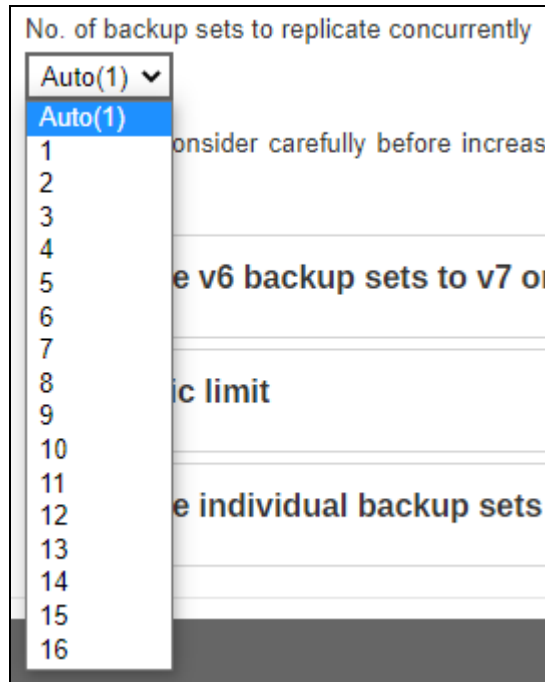 No. of backup sets to replicate concurrently
Auto(1)
Auto(1)
1
onsider carefully before increas
2
3
4
5
e v6 backup sets to v7 o
6
7
8
ic limit
9
10
11
12
e individual backup sets
13
14
15
16